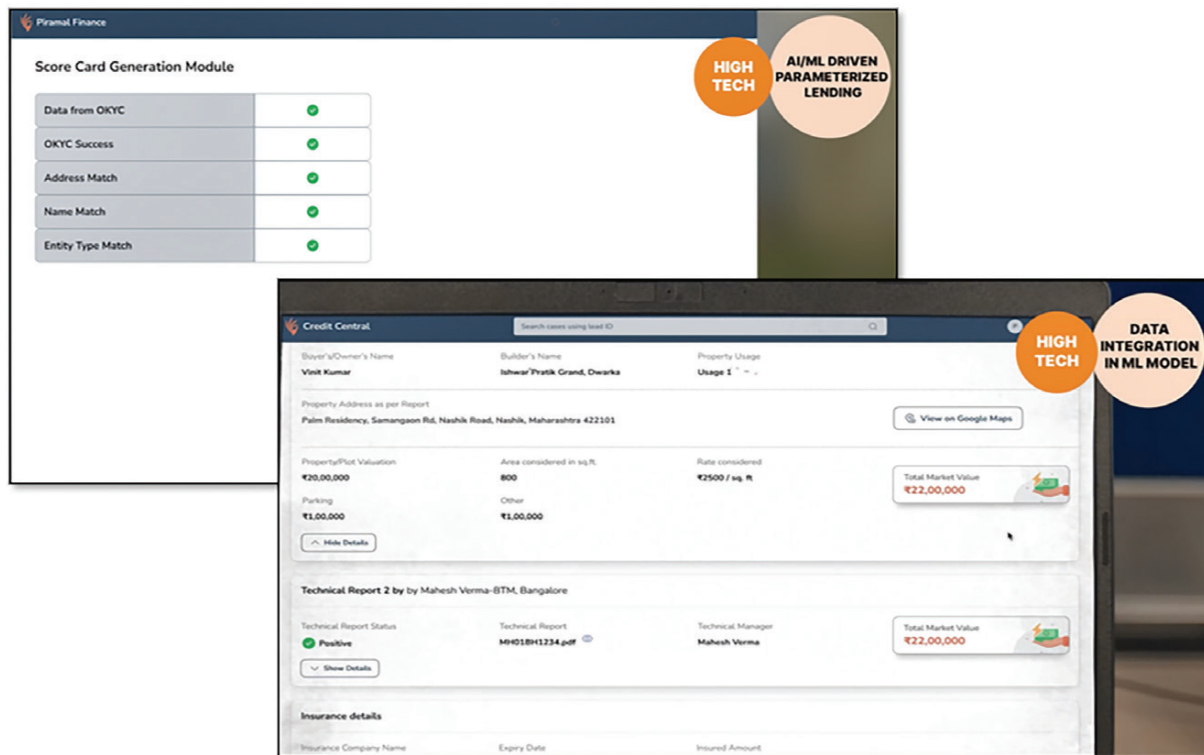 Piramal Finance
Score Card Generation Module
HIGH
TECH
AI/ML DRIVEN
PARAMETERIZED
LENDING
Data from OKYC
OKYC Success
Address Match
Name Match
Entity Type Match
Credit Central
Search cases using lead ID
HIGH
TECH
DATA
INTEGRATION
IN ML MODEL
Buyer's/Owner's Name Builder's Name Property Usage
Vinit Kumar Ishwar Pratik Grand, Dwarka Usage 1
Property Address as per Report
Palm Residency, Samangaon Rd, Nashik Road, Nashik, Maharashtra 422101
View on Google Maps
Property/Plot Valuation Area considered in sq.ft. Rate considered
₹20,00,000 800 ₹2500 / sq. ft
Total Market Value
₹22,00,000
Parking Other
₹1,00,000 ₹1,00,000
Hide Details
Technical Report 2 by by Mahesh Verma-BTM, Bangalore
Technical Report Status Technical Report Technical Manager
Positive MH01BH1234.pdf Mahesh Verma
Total Market Value
₹22,00,000
Show Details
Insurance details
Insurance Company Name Expiry Date Insured Amount